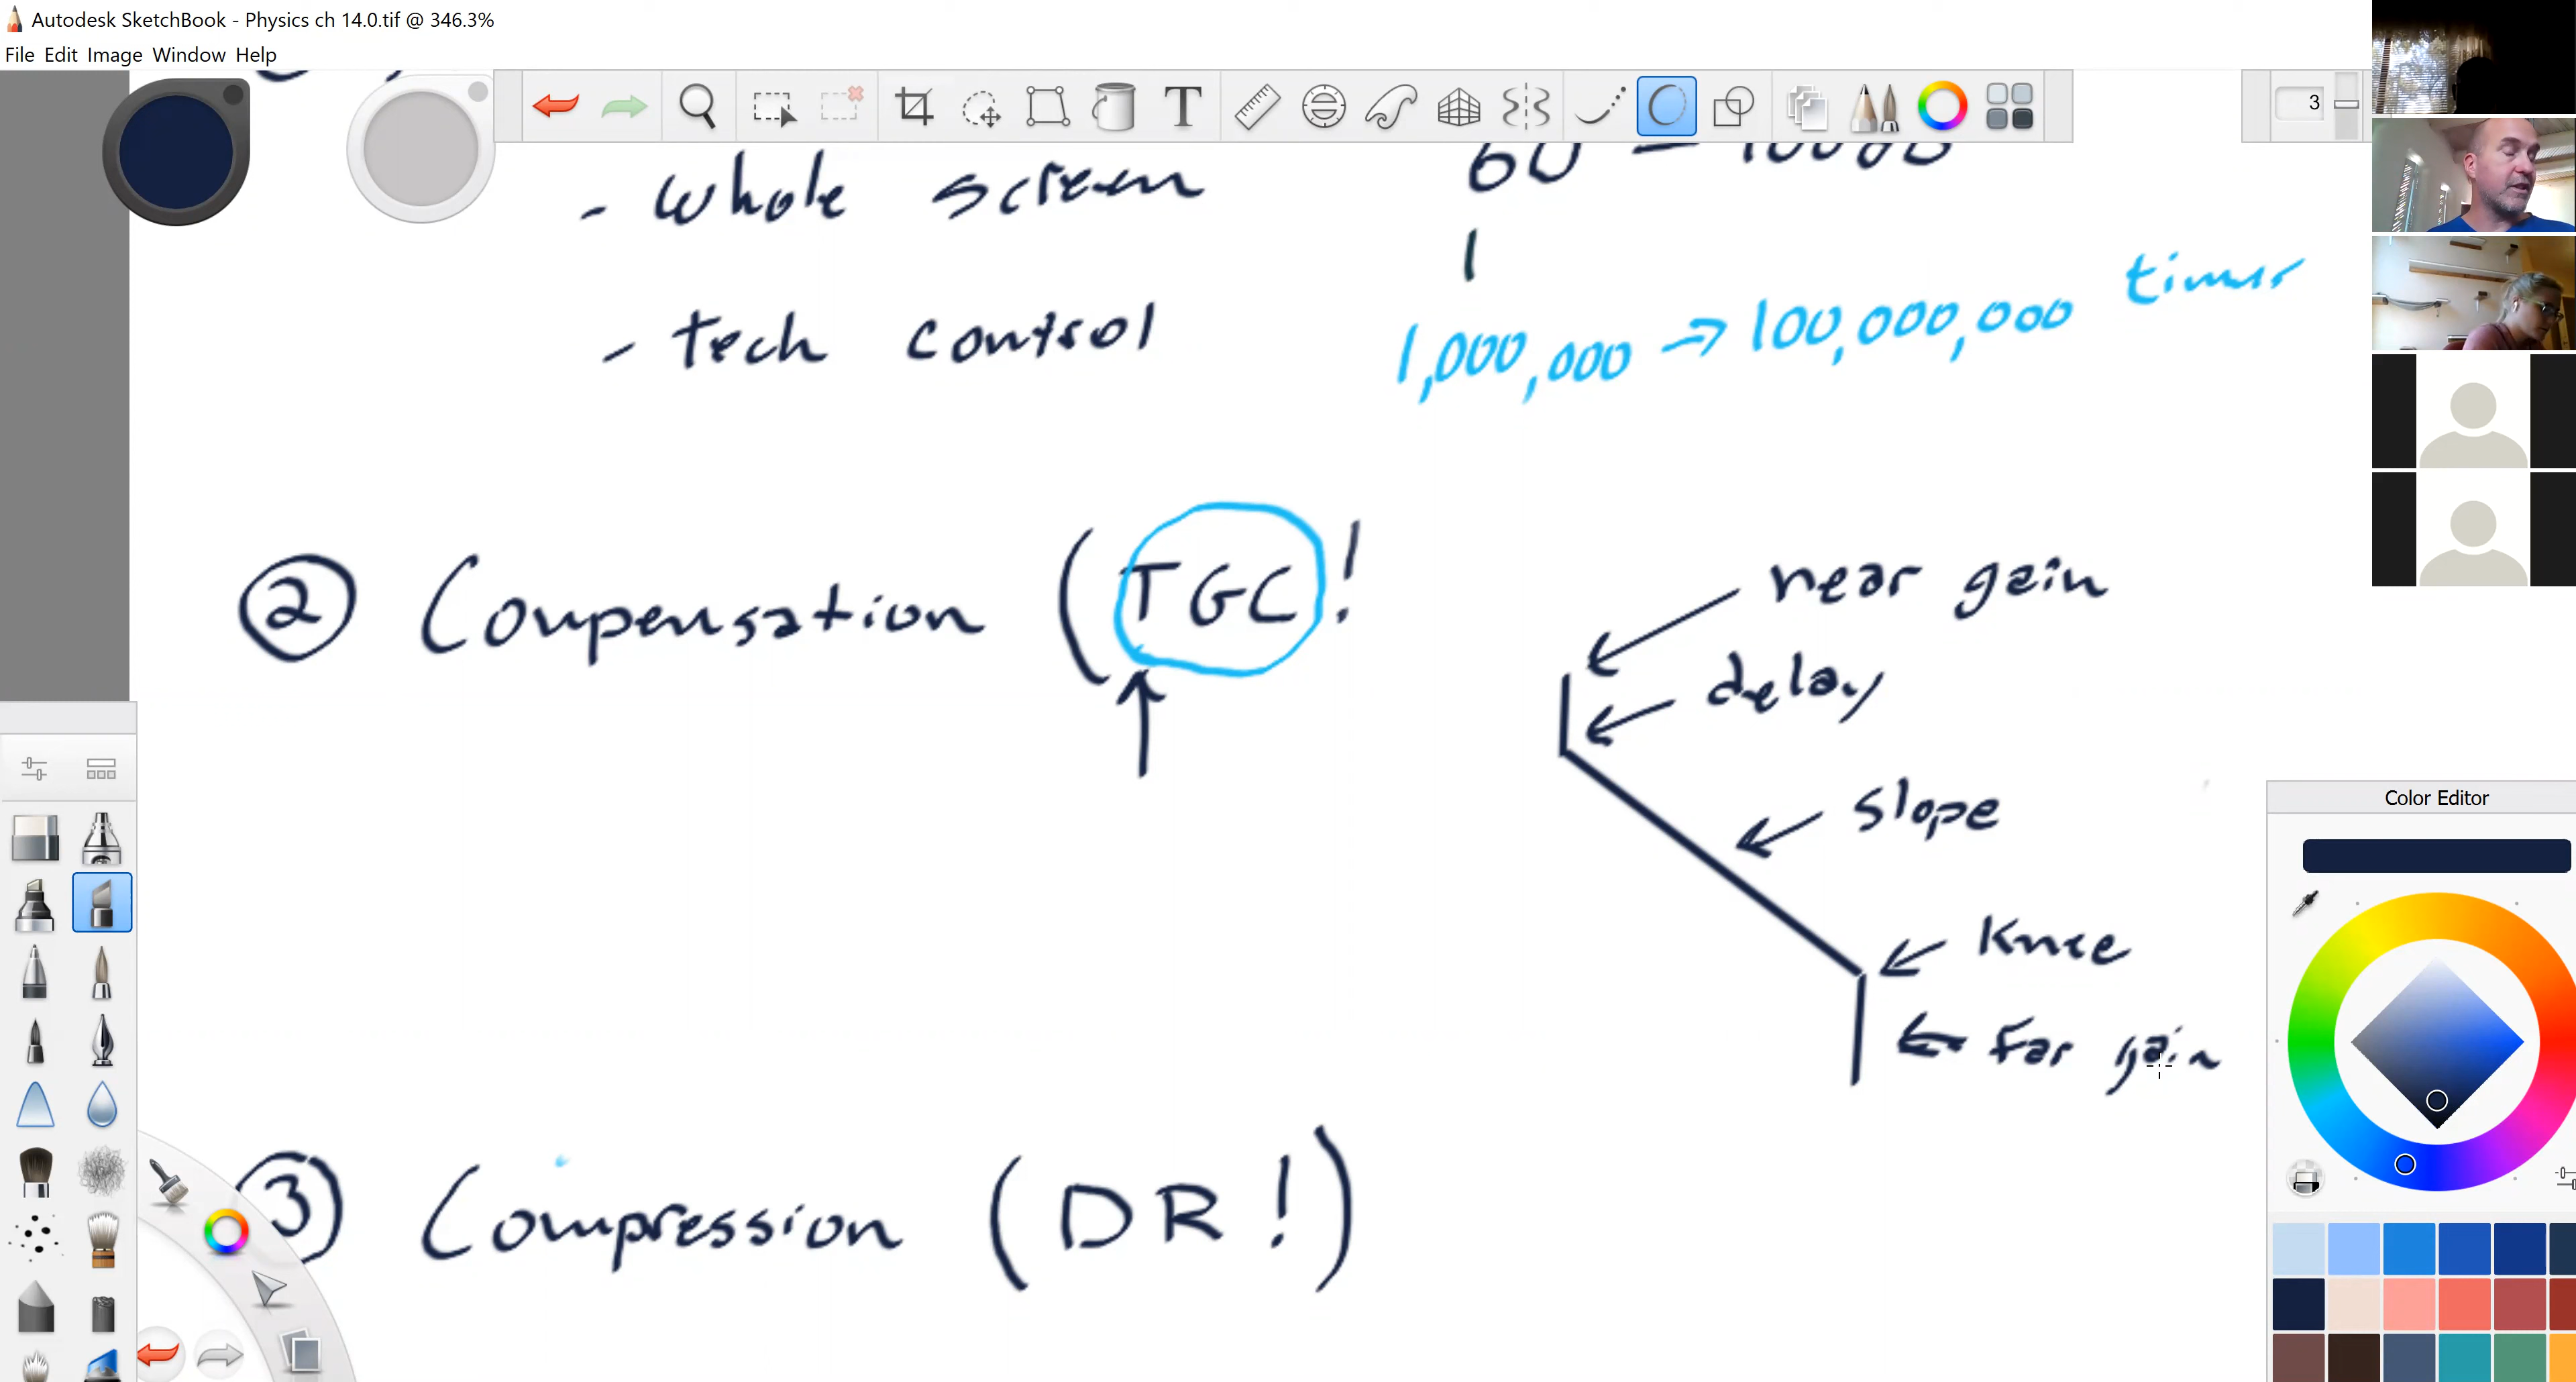 Autodesk SketchBook - Physics ch 14.0.tif @ 346.3%
File Edit Image Window Help
3
- whole screen
60 -
- tech control
1,000,000 → 100,000,000 times
② Compensation (TGC!
near gain
delay
slope
Knee
far gain
③ Compression (DR!)
Color Editor